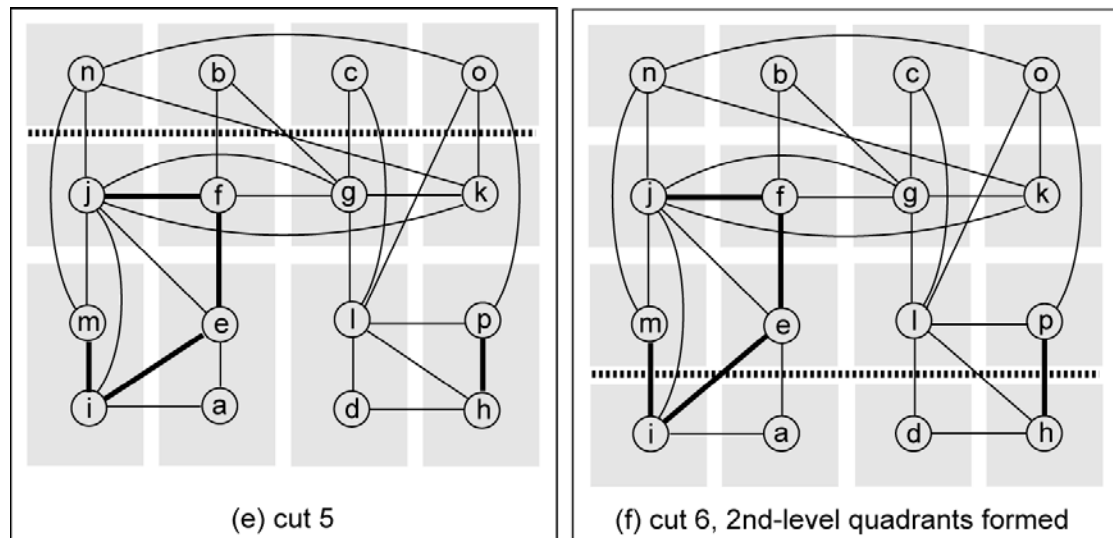 n b c o
j f g k
m e l p
i a d h
(e) cut 5
n b c o
j f g k
m e l p
i a d h
(f) cut 6, 2nd-level quadrants formed